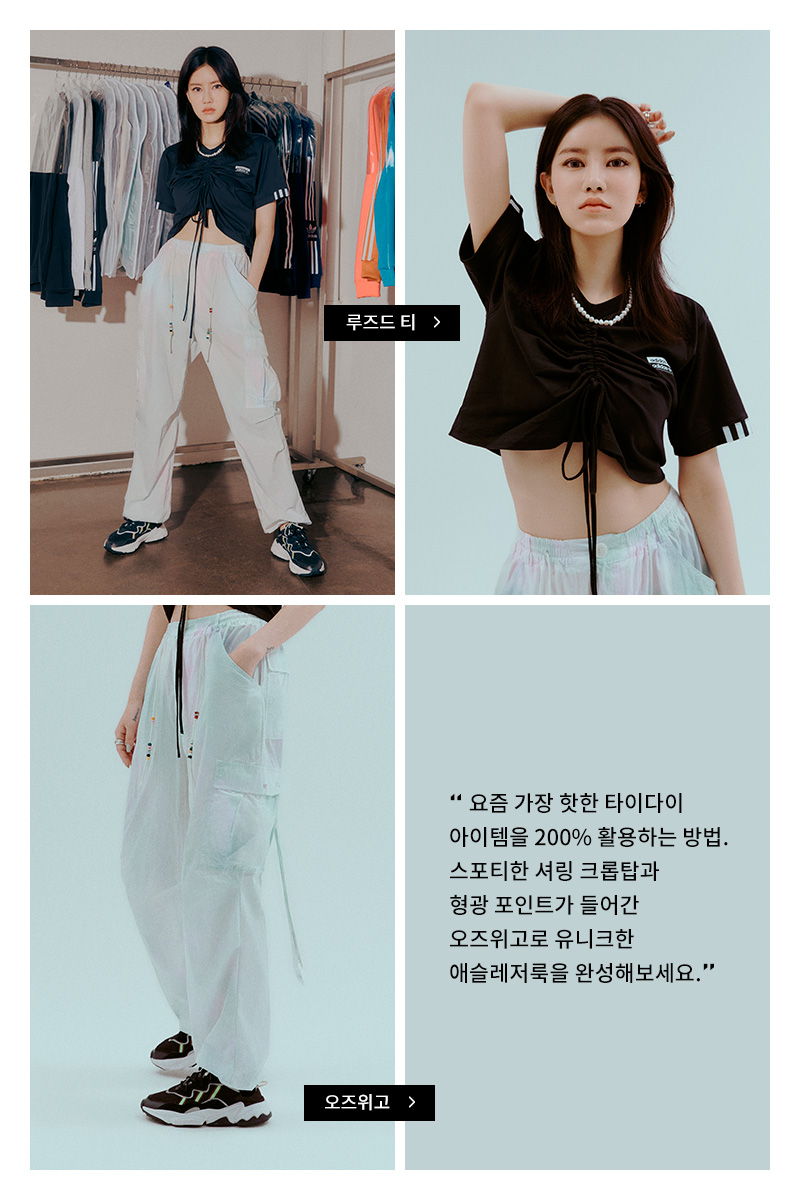 루즈드 티 >
“ 요즘 가장 핫한 타이다이
아이템을 200% 활용하는 방법.
스포티한 셔링 크롭탑과
형광 포인트가 들어간
오즈위고로 유니크한
애슬레저룩을 완성해보세요.”
오즈위고 >